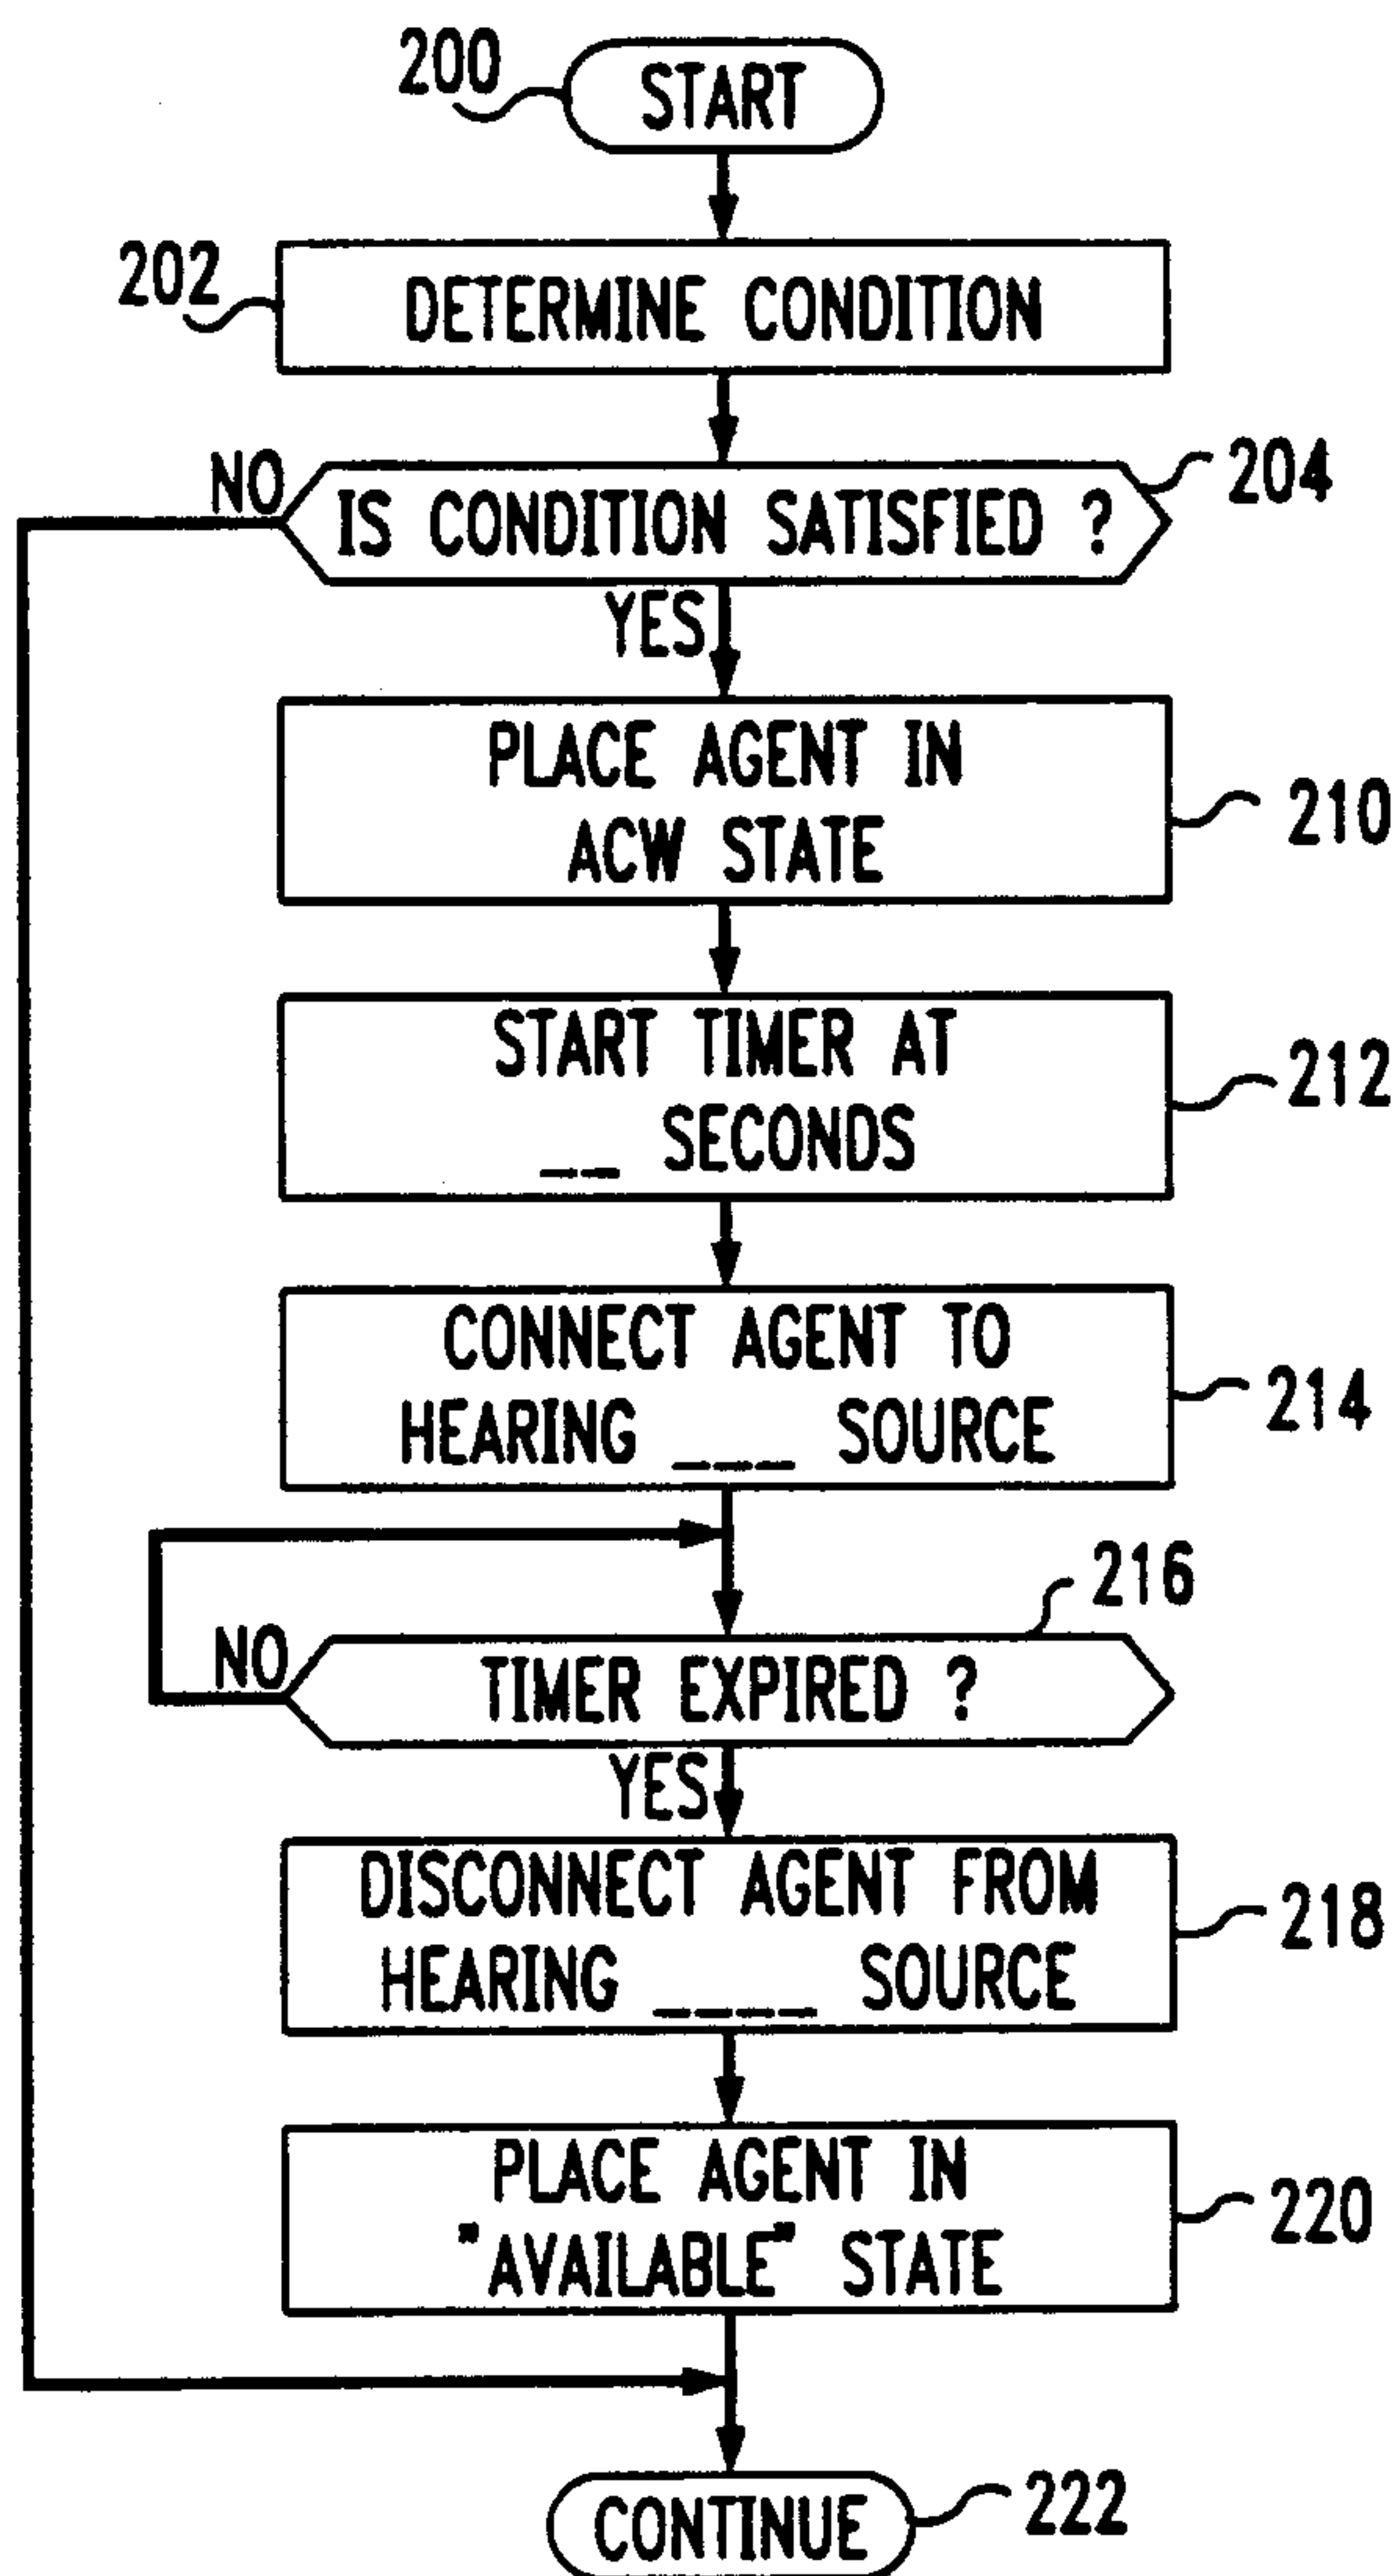 200
START
202
DETERMINE CONDITION
NO
204
IS CONDITION SATISFIED ?
YES
PLACE AGENT IN
ACW STATE
210
START TIMER AT
__ SECONDS
212
CONNECT AGENT TO
HEARING ___ SOURCE
214
216
NO
TIMER EXPIRED ?
YES
DISCONNECT AGENT FROM
HEARING ____ SOURCE
218
PLACE AGENT IN
"AVAILABLE" STATE
220
CONTINUE
222